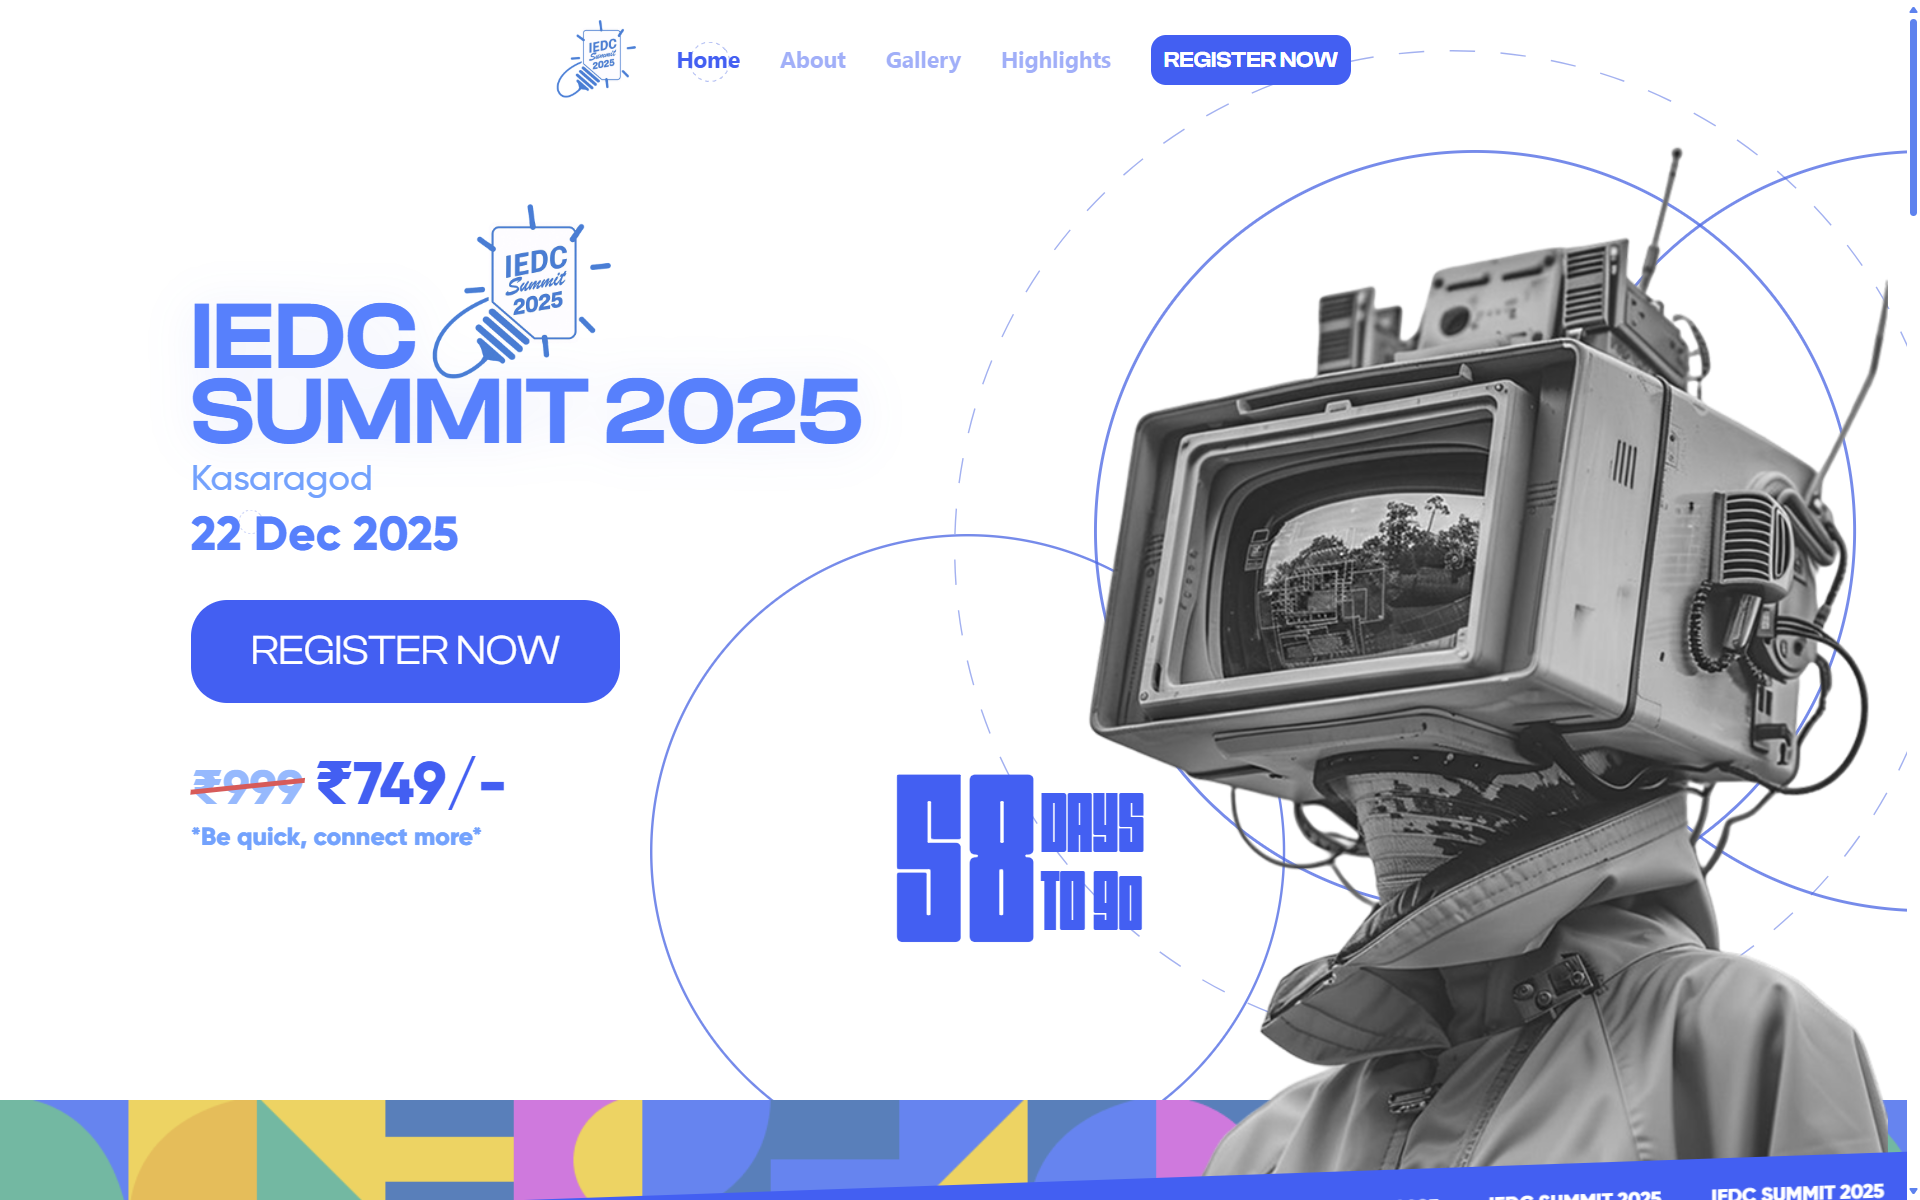 IEDC
Summit
2025
Home
About
Gallery
Highlights
REGISTER NOW
IEDC
Summit
2025
IEDC
SUMMIT 2025
Kasaragod
22 Dec 2025
REGISTER NOW
₹999 ₹749/-
*Be quick, connect more*
58 DAYS
TO GO
IEDC SUMMIT 2025
IEDC SUMMIT 2025